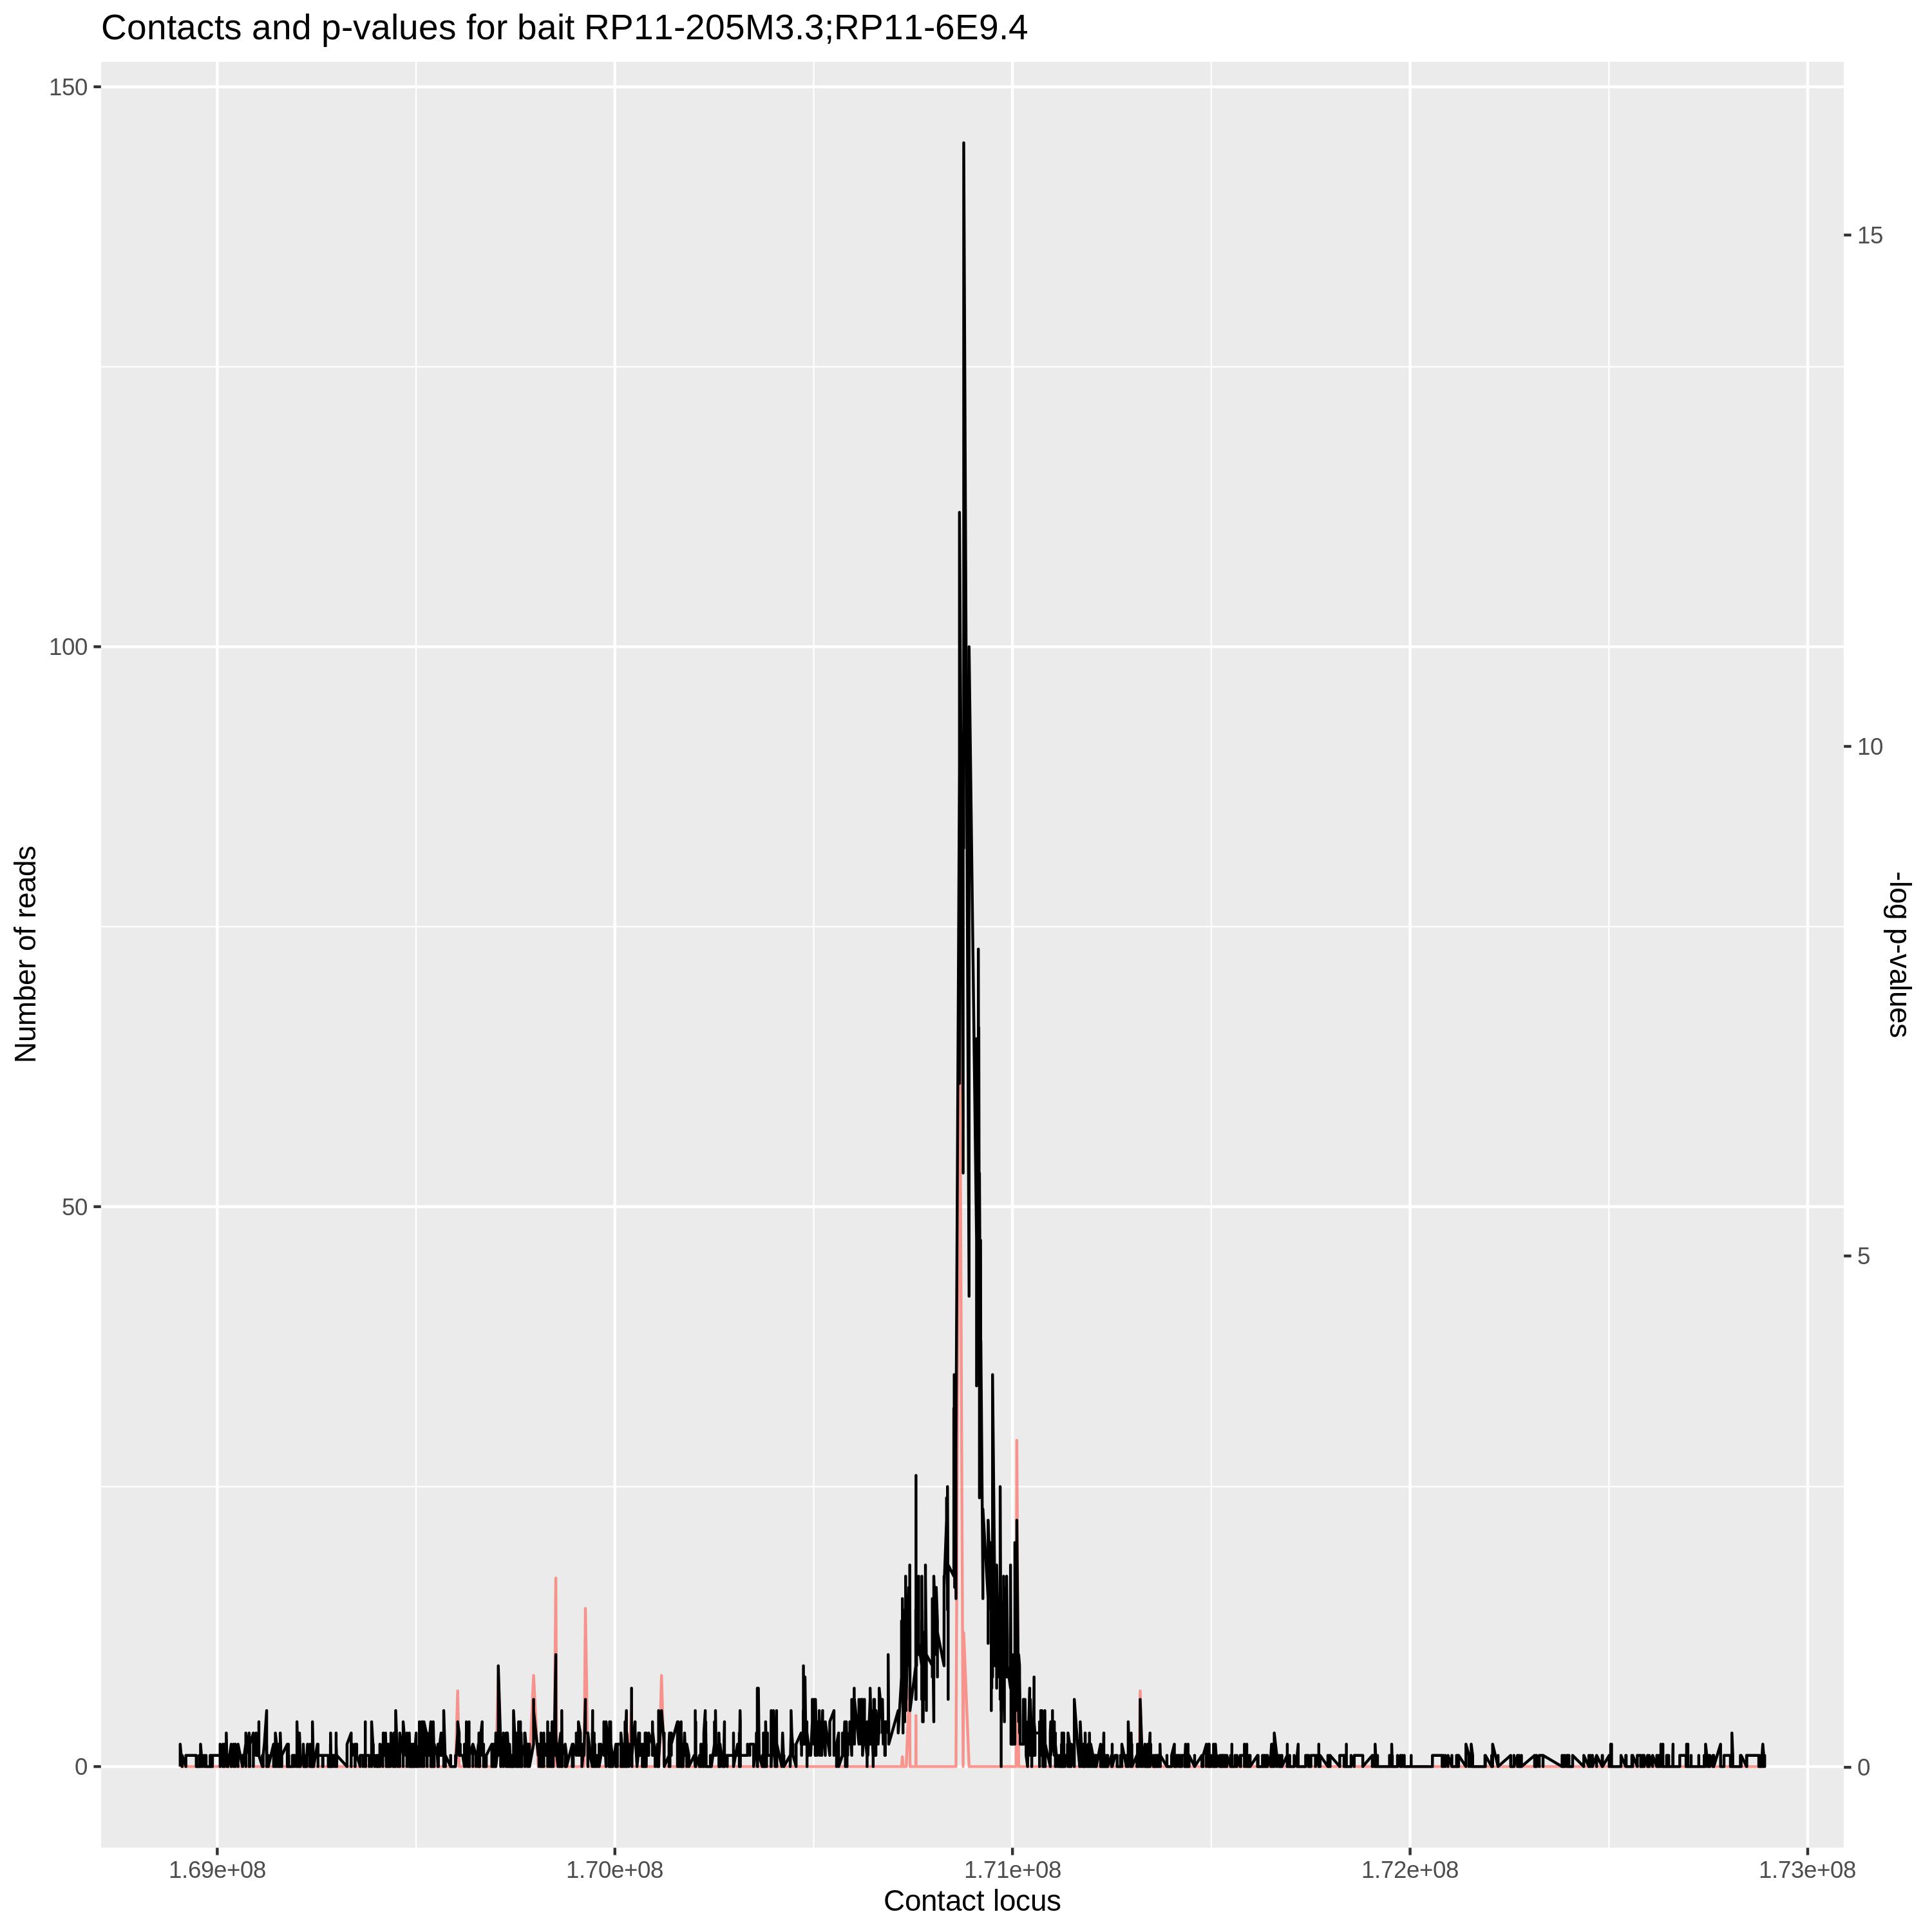 Contacts and p-values for bait RP11-205M3.3;RP11-6E9.4
150
100
50
0
Number of reads
15
10
5
0
-log p-values
1.69e+08 1.70e+08 1.71e+08 1.72e+08 1.73e+08
Contact locus